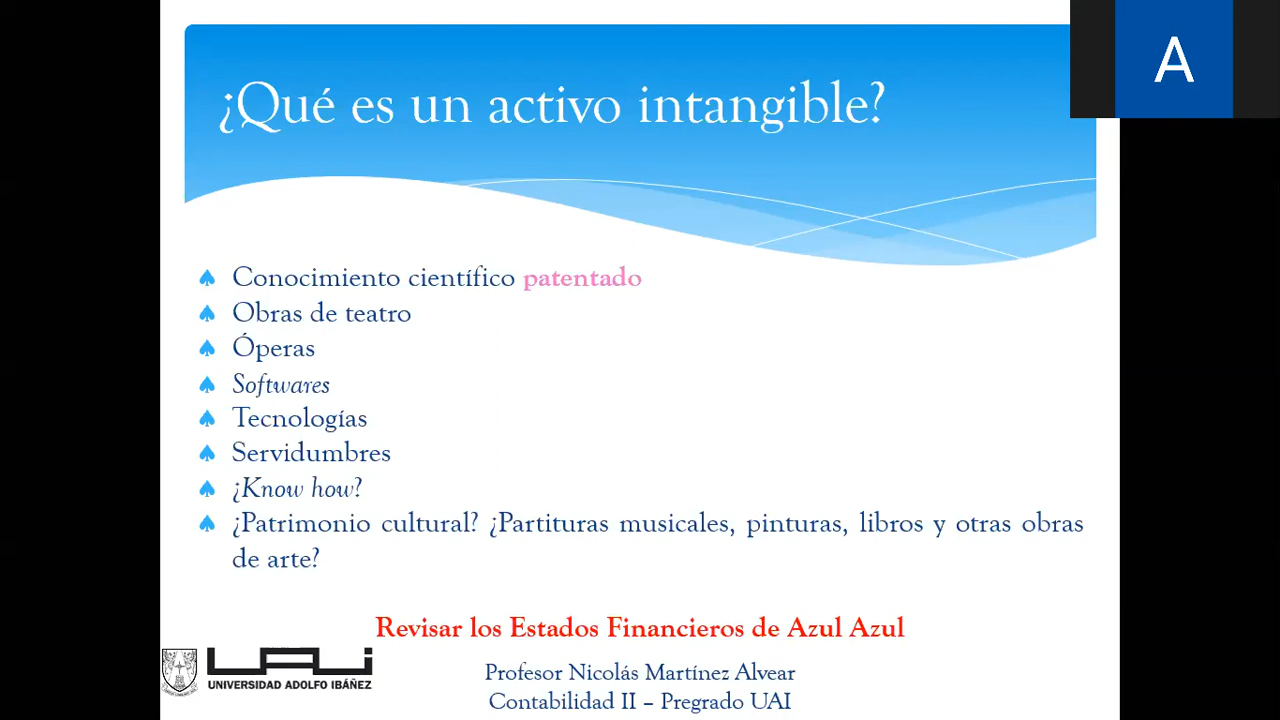 ¿Qué es un activo intangible?
A
Conocimiento científico patentado
Obras de teatro
Óperas
Softwares
Tecnologías
Servidumbres
¿Know how?
¿Patrimonio cultural? ¿Partituras musicales, pinturas, libros y otras obras
de arte?
Revisar los Estados Financieros de Azul Azul
UAI
UNIVERSIDAD ADOLFO IBÁÑEZ
Profesor Nicolás Martínez Alvear
Contabilidad II – Pregrado UAI